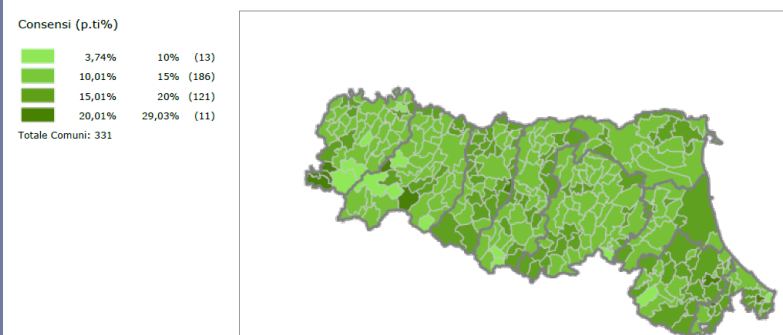 Consensi (p.ti%)
3,74% 10% (13)
10,01% 15% (186)
15,01% 20% (121)
20,01% 29,03% (11)
Totale Comuni: 331